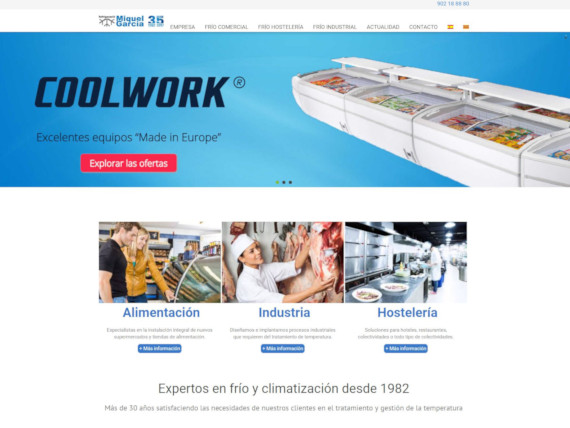 902 18 88 80
Miquel Garcia 35
EMPRESA FRÍO COMERCIAL FRÍO HOSTELERÍA FRÍO INDUSTRIAL ACTUALIDAD CONTACTO
COOLWORK®
Excelentes equipos “Made in Europe”
Explorar las ofertas
Alimentación
Especialistas en la instalación integral de nuevos
supermercados y tiendas de alimentación.
+ Más información
Industria
Diseñamos e implantamos procesos industriales
que requieren del tratamiento de temperatura.
+ Más información
Hostelería
Soluciones para hoteles, restaurantes,
colectividades o todo tipo de colectividades.
+ Más información
Expertos en frío y climatización desde 1982
Más de 30 años satisfaciendo las necesidades de nuestros clientes en el tratamiento y gestión de la temperatura